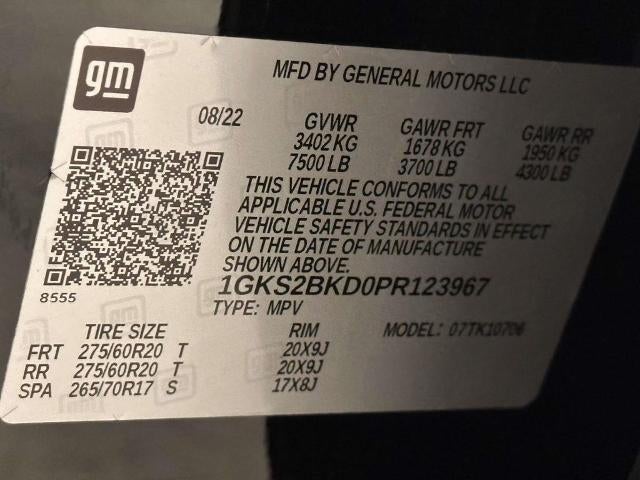 gm
MFD BY GENERAL MOTORS LLC
08/22 GVWR GAWR FRT GAWR RR
3402 KG 1678 KG 1950 KG
7500 LB 3700 LB 4300 LB
THIS VEHICLE CONFORMS TO ALL
APPLICABLE U.S. FEDERAL MOTOR
VEHICLE SAFETY STANDARDS IN EFFECT
ON THE DATE OF MANUFACTURE
SHOWN ABOVE.
8555
1GKS2BKD0PR123967
TYPE: MPV
TIRE SIZE RIM MODEL: 07TK10706
FRT 275/60R20 T 20X9J
RR 275/60R20 T 20X9J
SPA 265/70R17 S 17X8J